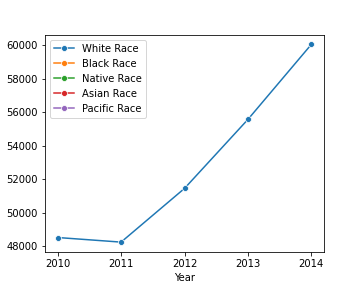 60000
58000
56000
54000
52000
50000
48000
White Race
Black Race
Native Race
Asian Race
Pacific Race
2010 2011 2012 2013 2014
Year